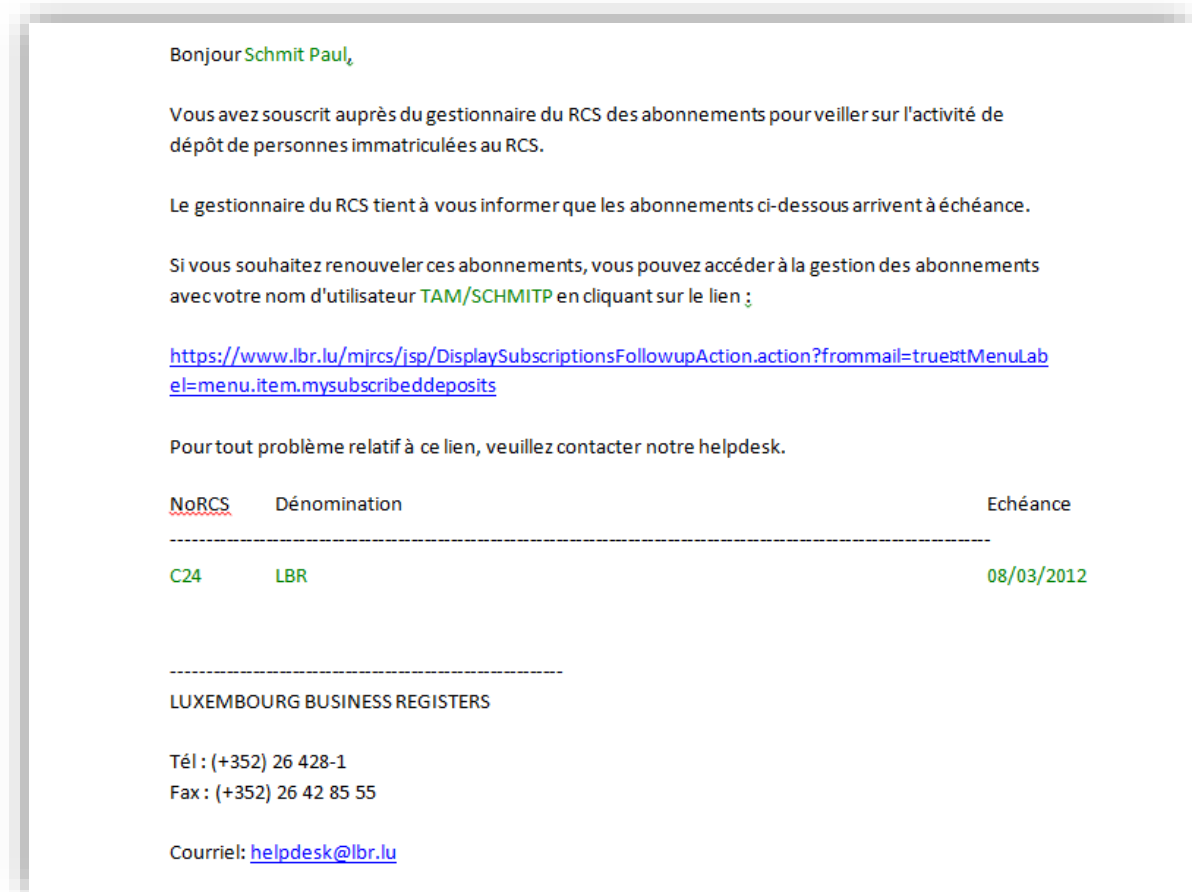 Bonjour Schmit Paul,
Vous avez souscrit auprès du gestionnaire du RCS des abonnements pour veiller sur l'activité de
dépôt de personnes immatriculées au RCS.
Le gestionnaire du RCS tient à vous informer que les abonnements ci-dessous arrivent à échéance.
Si vous souhaitez renouveler ces abonnements, vous pouvez accéder à la gestion des abonnements
avec votre nom d'utilisateur TAM/SCHMITP en cliquant sur le lien :
https://www.lbr.lu/mjrcs/jsp/DisplaySubscriptionsFollowupAction.action?frommail=true¤tMenuLab
el=menu.item.mysubscribeddeposits
Pour tout problème relatif à ce lien, veuillez contacter notre helpdesk.
NoRCS Dénomination Echéance
------------------------------------------------------------------------------------------------------------------
C24 LBR 08/03/2012
-------------------------------------------------------
LUXEMBOURG BUSINESS REGISTERS
Tél : (+352) 26 428-1
Fax : (+352) 26 42 85 55
Courriel: helpdesk@lbr.lu